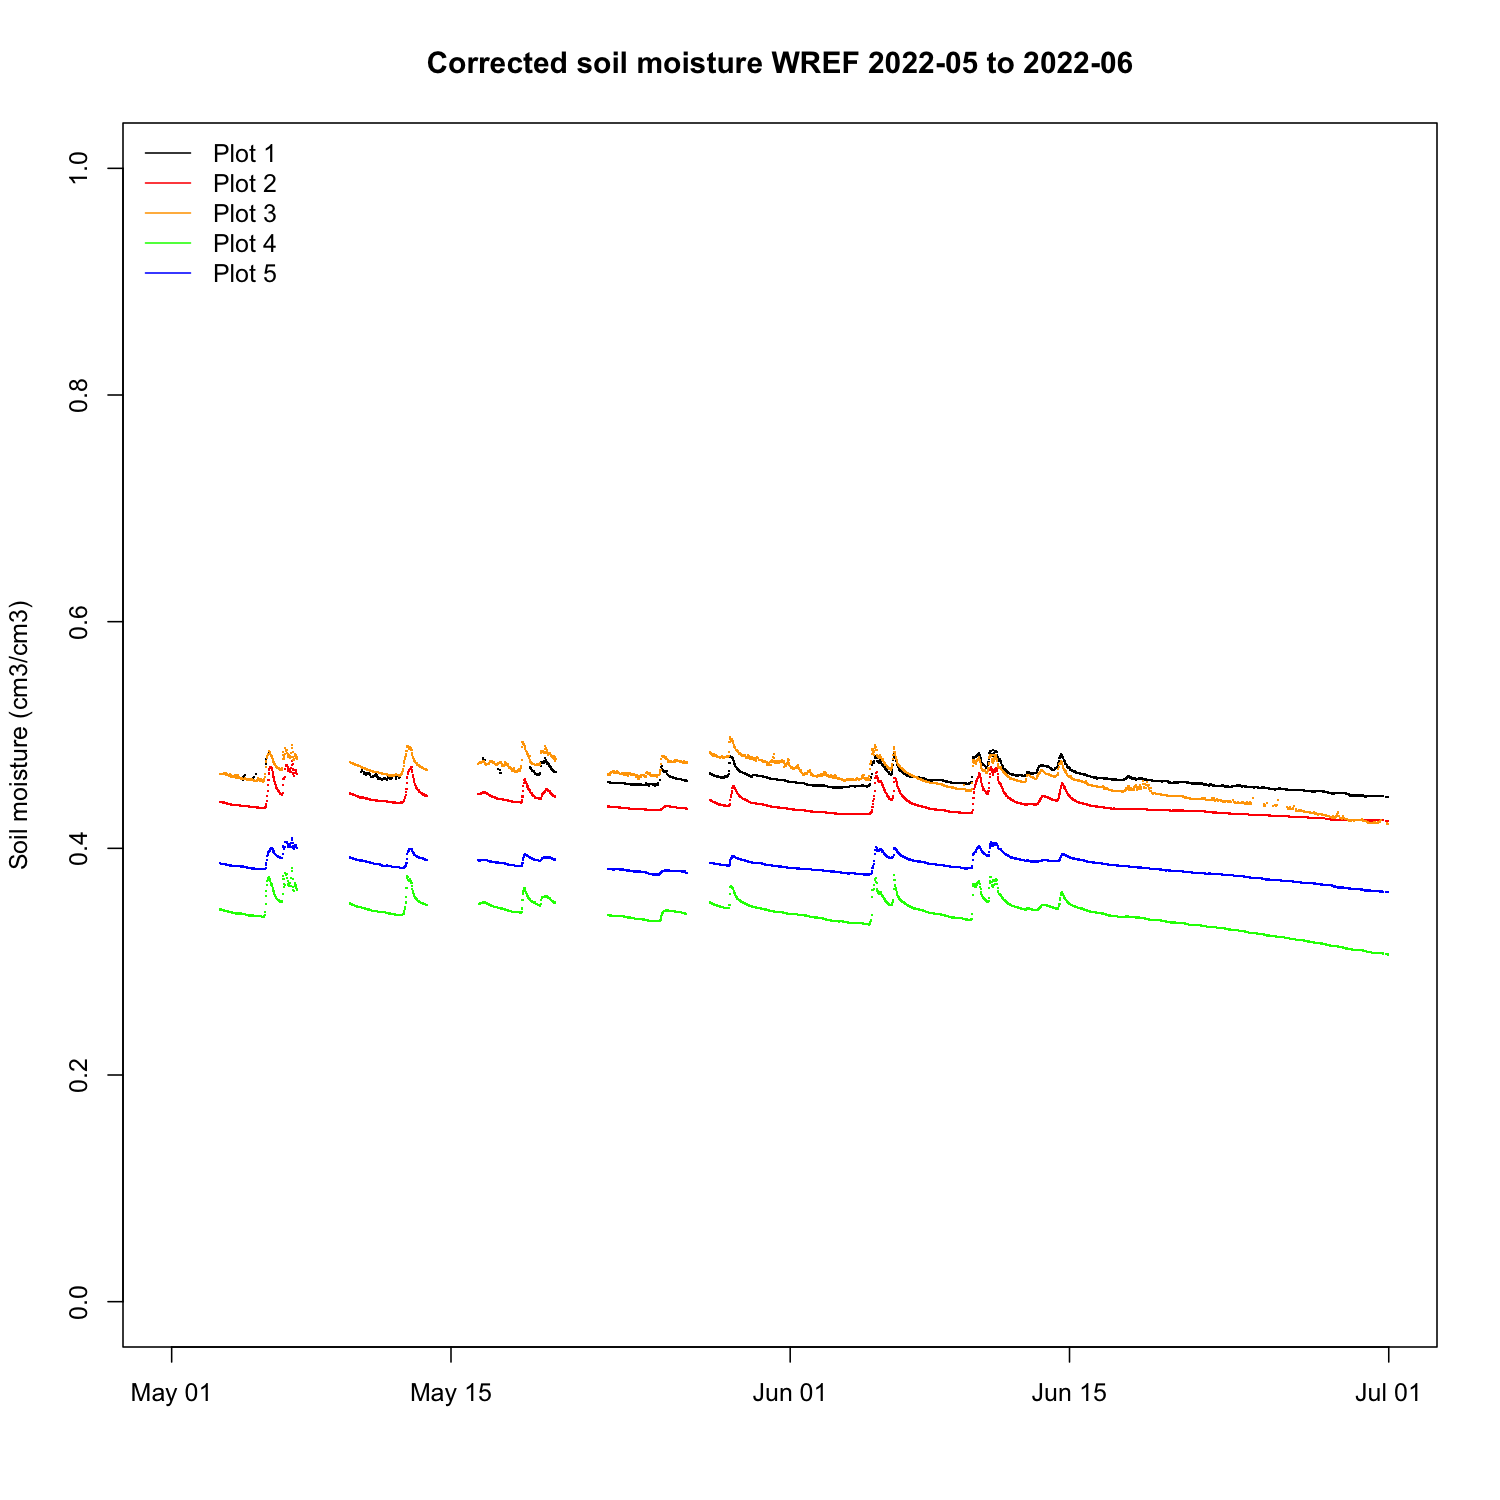 Corrected soil moisture WREF 2022-05 to 2022-06
Plot 1
Plot 2
Plot 3
Plot 4
Plot 5
Soil moisture (cm3/cm3)
1.0
0.8
0.6
0.4
0.2
0.0
May 01
May 15
Jun 01
Jun 15
Jul 01